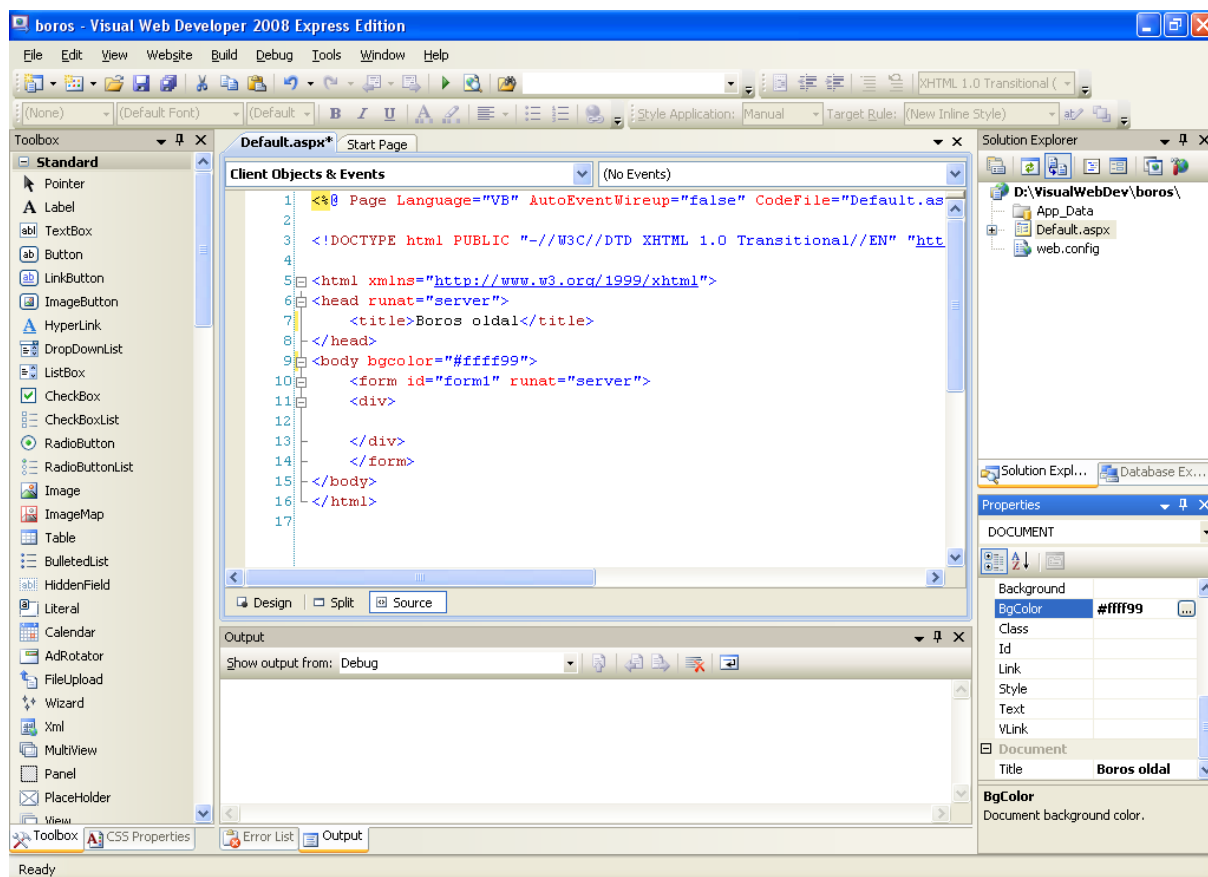 boros - Visual Web Developer 2008 Express Edition
File Edit View Website Build Debug Tools Window Help
XHTML 1.0 Transitional (
(None) (Default Font) (Default B I U A Style Application: Manual Target Rule: (New Inline Style)
Toolbox
Standard
Pointer
A Label
abl TextBox
ab Button
ab LinkButton
ImageButton
A HyperLink
DropDownList
ListBox
CheckBox
CheckBoxList
RadioButton
RadioButtonList
Image
ImageMap
Table
BulletedList
abl HiddenField
Literal
Calendar
AdRotator
FileUpload
Wizard
Xml
MultiView
Panel
PlaceHolder
View
Toolbox CSS Properties
Default.aspx* Start Page
Client Objects & Events (No Events)
1 <%@ Page Language="VB" AutoEventWireup="false" CodeFile="Default.as
2
3 <!DOCTYPE html PUBLIC "-//W3C//DTD XHTML 1.0 Transitional//EN" "htt
4
5 <html xmlns="http://www.w3.org/1999/xhtml">
6 <head runat="server">
7 <title>Boros oldal</title>
8 </head>
9 <body bgcolor="#ffff99">
10 <form id="form1" runat="server">
11 <div>
12
13 </div>
14 </form>
15 </body>
16 </html>
17
Design Split Source
Output
Show output from: Debug
Error List Output
Solution Explorer
D:\VisualWebDev\boros\
App_Data
Default.aspx
web.config
Solution Expl... Database Ex...
Properties
DOCUMENT
Background
BgColor #ffff99 ...
Class
Id
Link
Style
Text
VLink
Document
Title Boros oldal
BgColor
Document background color.
Ready